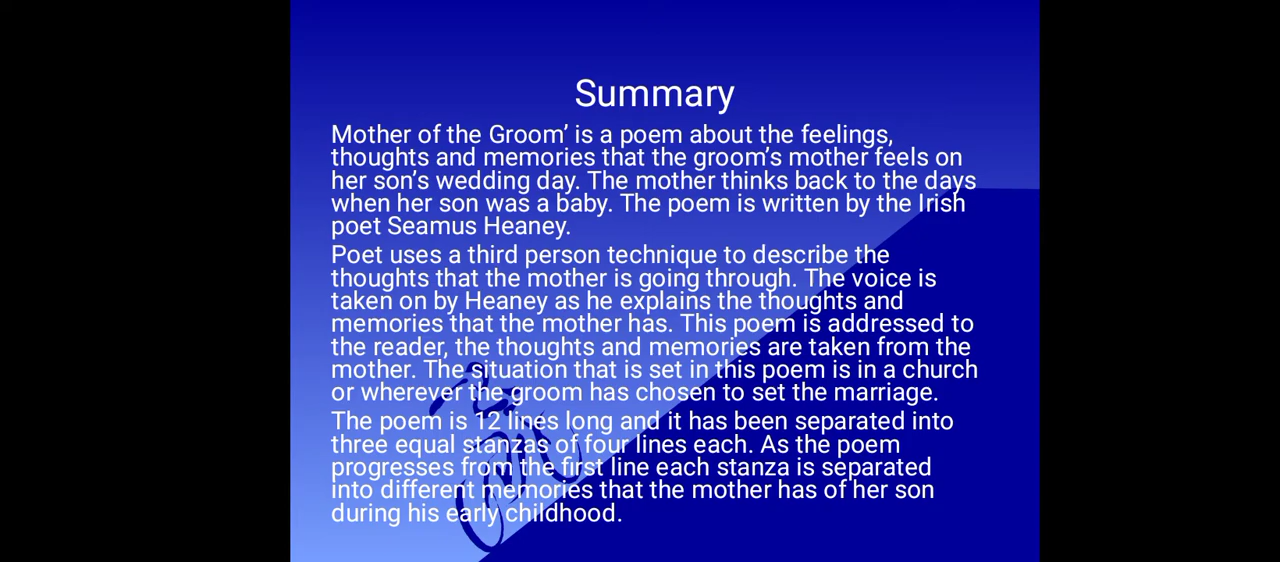 Summary
Mother of the Groom’ is a poem about the feelings,
thoughts and memories that the groom’s mother feels on
her son’s wedding day. The mother thinks back to the days
when her son was a baby. The poem is written by the Irish
poet Seamus Heaney.
Poet uses a third person technique to describe the
thoughts that the mother is going through. The voice is
taken on by Heaney as he explains the thoughts and
memories that the mother has. This poem is addressed to
the reader, the thoughts and memories are taken from the
mother. The situation that is set in this poem is in a church
or wherever the groom has chosen to set the marriage.
The poem is 12 lines long and it has been separated into
three equal stanzas of four lines each. As the poem
progresses from the first line each stanza is separated
into different memories that the mother has of her son
during his early childhood.